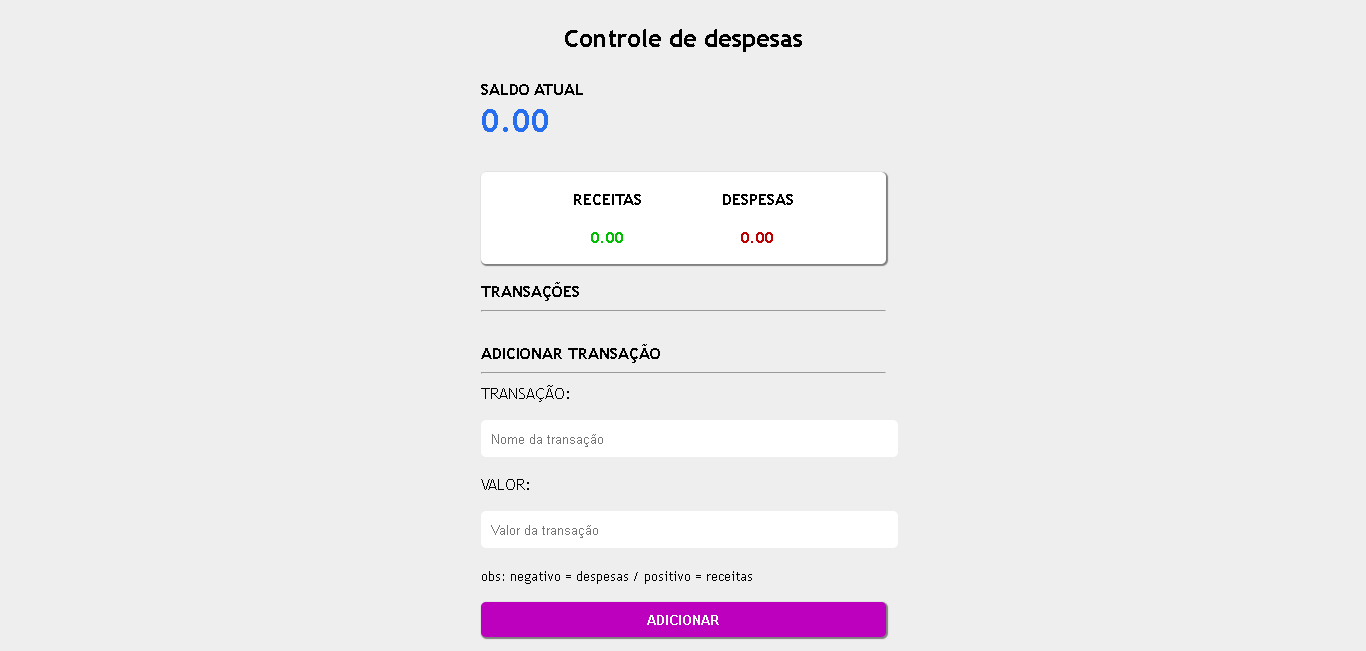 Controle de despesas
SALDO ATUAL
0.00
RECEITAS DESPESAS
0.00 0.00
TRANSAÇÕES
ADICIONAR TRANSAÇÃO
TRANSAÇÃO:
Nome da transação
VALOR:
Valor da transação
obs: negativo = despesas / positivo = receitas
ADICIONAR